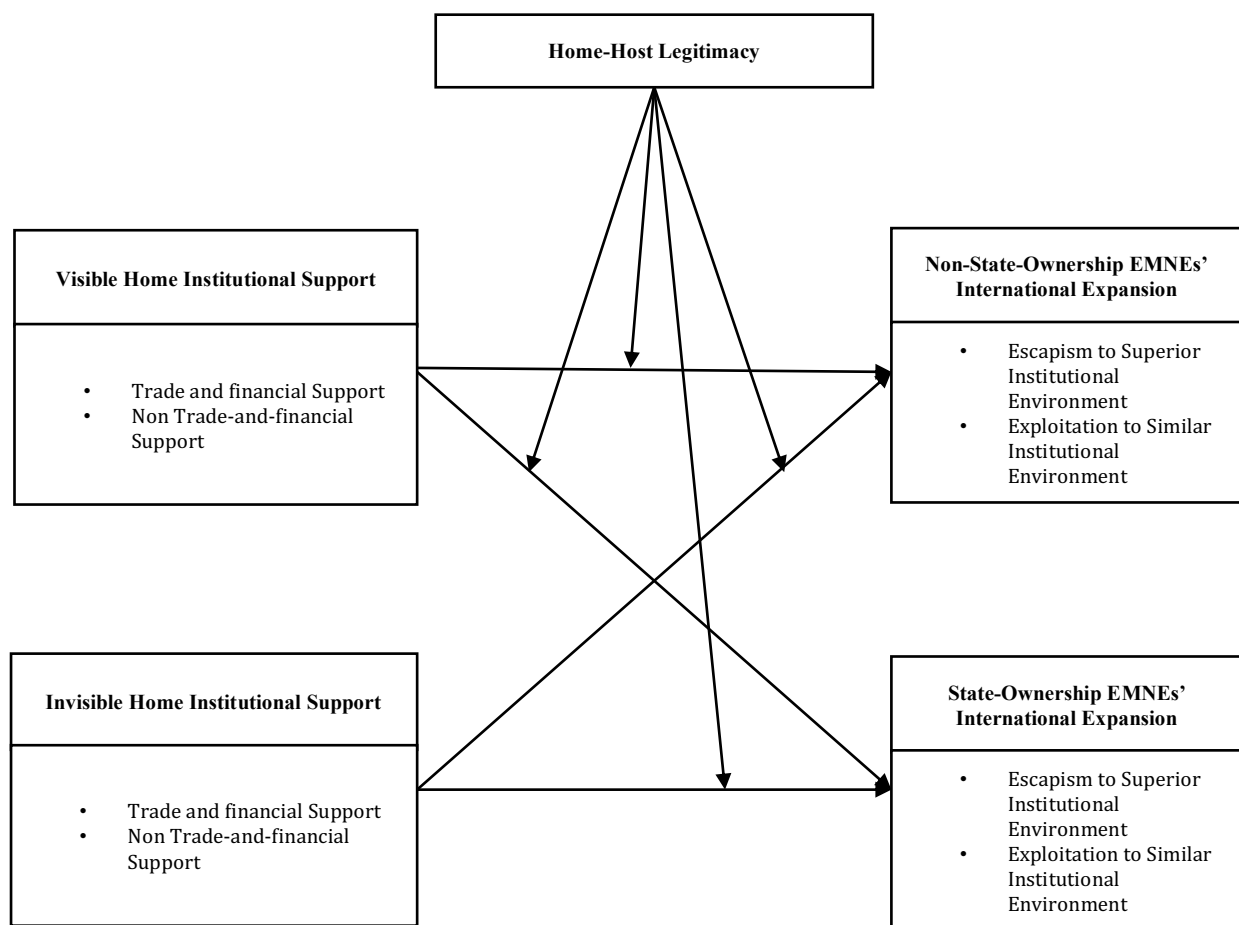 Home-Host Legitimacy
Visible Home Institutional Support
• Trade and financial Support
• Non Trade-and-financial
Support
Non-State-Ownership EMNEs’
International Expansion
• Escapism to Superior
Institutional
Environment
• Exploitation to Similar
Institutional
Environment
Invisible Home Institutional Support
• Trade and financial Support
• Non Trade-and-financial
Support
State-Ownership EMNEs’
International Expansion
• Escapism to Superior
Institutional
Environment
• Exploitation to Similar
Institutional
Environment